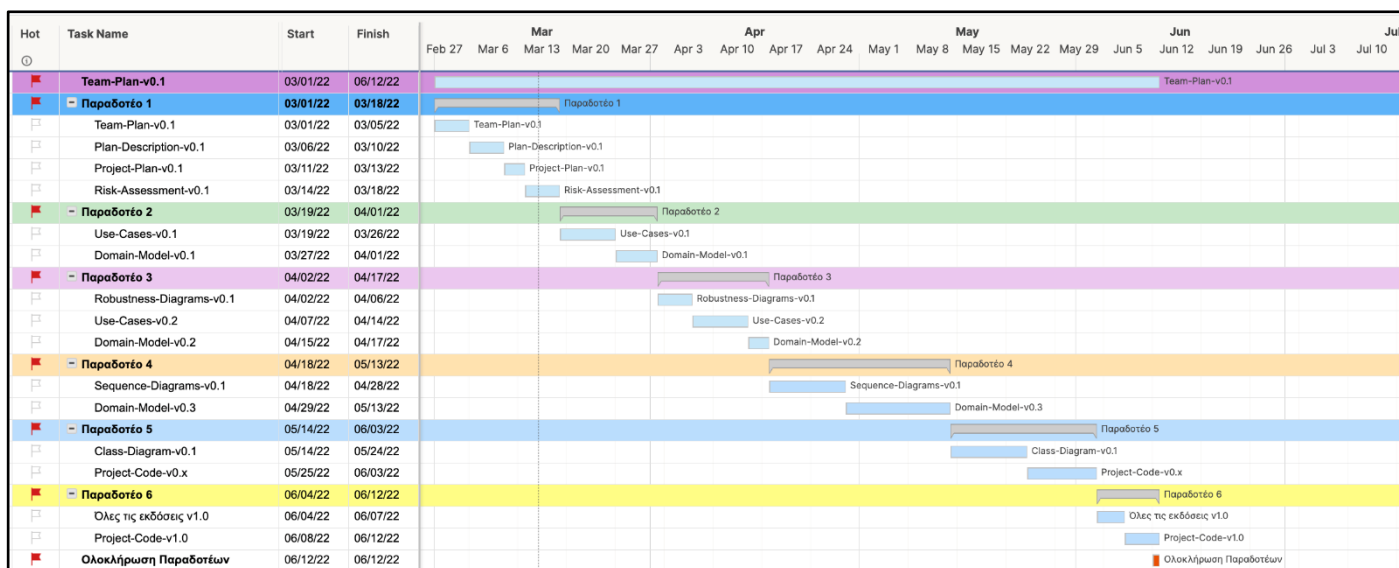 Hot Task Name Start Finish Mar Apr May Jun Jul
Feb 27 Mar 6 Mar 13 Mar 20 Mar 27 Apr 3 Apr 10 Apr 17 Apr 24 May 1 May 8 May 15 May 22 May 29 Jun 5 Jun 12 Jun 19 Jun 26 Jul 3 Jul 10
Team-Plan-v0.1 03/01/22 06/12/22 Team-Plan-v0.1
Παραδοτέο 1 03/01/22 03/18/22 Παραδοτέο 1
Team-Plan-v0.1 03/01/22 03/05/22 Team-Plan-v0.1
Plan-Description-v0.1 03/06/22 03/10/22 Plan-Description-v0.1
Project-Plan-v0.1 03/11/22 03/13/22 Project-Plan-v0.1
Risk-Assessment-v0.1 03/14/22 03/18/22 Risk-Assessment-v0.1
Παραδοτέο 2 03/19/22 04/01/22 Παραδοτέο 2
Use-Cases-v0.1 03/19/22 03/26/22 Use-Cases-v0.1
Domain-Model-v0.1 03/27/22 04/01/22 Domain-Model-v0.1
Παραδοτέο 3 04/02/22 04/17/22 Παραδοτέο 3
Robustness-Diagrams-v0.1 04/02/22 04/06/22 Robustness-Diagrams-v0.1
Use-Cases-v0.2 04/07/22 04/14/22 Use-Cases-v0.2
Domain-Model-v0.2 04/15/22 04/17/22 Domain-Model-v0.2
Παραδοτέο 4 04/18/22 05/13/22 Παραδοτέο 4
Sequence-Diagrams-v0.1 04/18/22 04/28/22 Sequence-Diagrams-v0.1
Domain-Model-v0.3 04/29/22 05/13/22 Domain-Model-v0.3
Παραδοτέο 5 05/14/22 06/03/22 Παραδοτέο 5
Class-Diagram-v0.1 05/14/22 05/24/22 Class-Diagram-v0.1
Project-Code-v0.x 05/25/22 06/03/22 Project-Code-v0.x
Παραδοτέο 6 06/04/22 06/12/22 Παραδοτέο 6
Όλες τις εκδόσεις v1.0 06/04/22 06/07/22 Όλες τις εκδόσεις v1.0
Project-Code-v1.0 06/08/22 06/12/22 Project-Code-v1.0
Ολοκλήρωση Παραδοτέων 06/12/22 06/12/22 Ολοκλήρωση Παραδοτέων